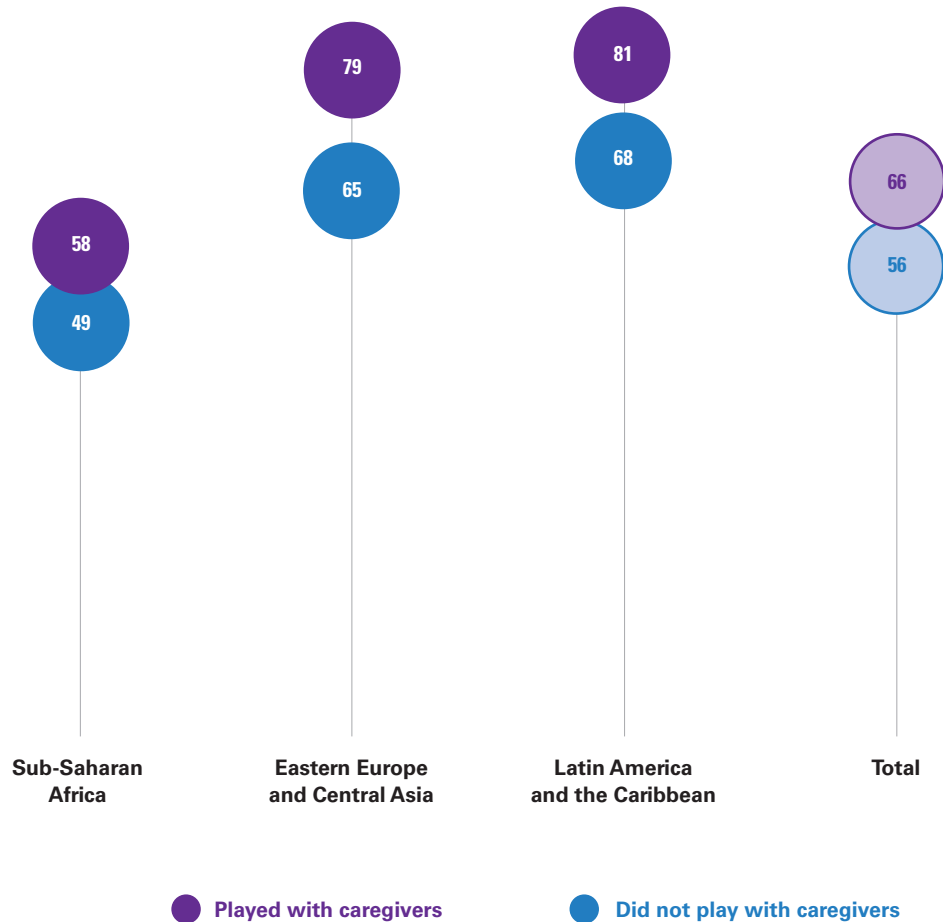 81
79
68
66
65
58
56
49
Sub-Saharan
Africa
Eastern Europe
and Central Asia
Latin America
and the Caribbean
Total
Played with caregivers
Did not play with caregivers